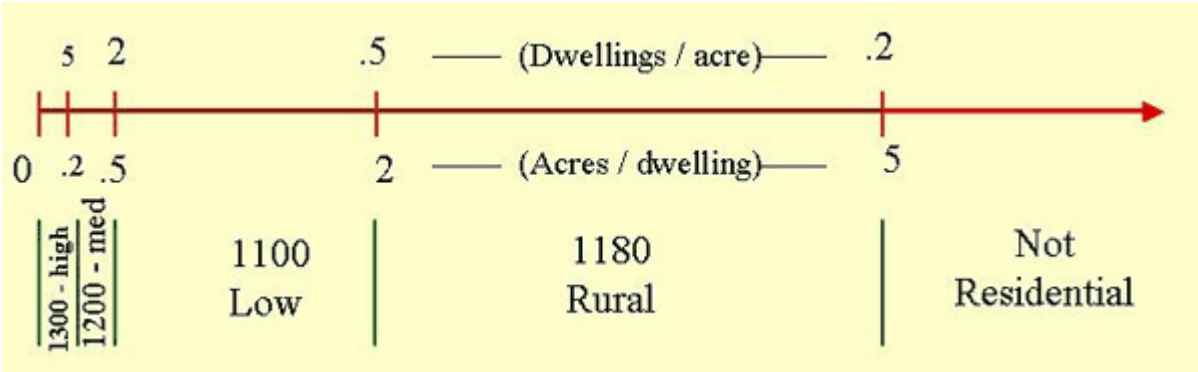 5 2 .5 (Dwellings / acre) .2
0 .2 .5 2 (Acres / dwelling) 5
1300 - high
1200 - med
1100
Low
1180
Rural
Not
Residential